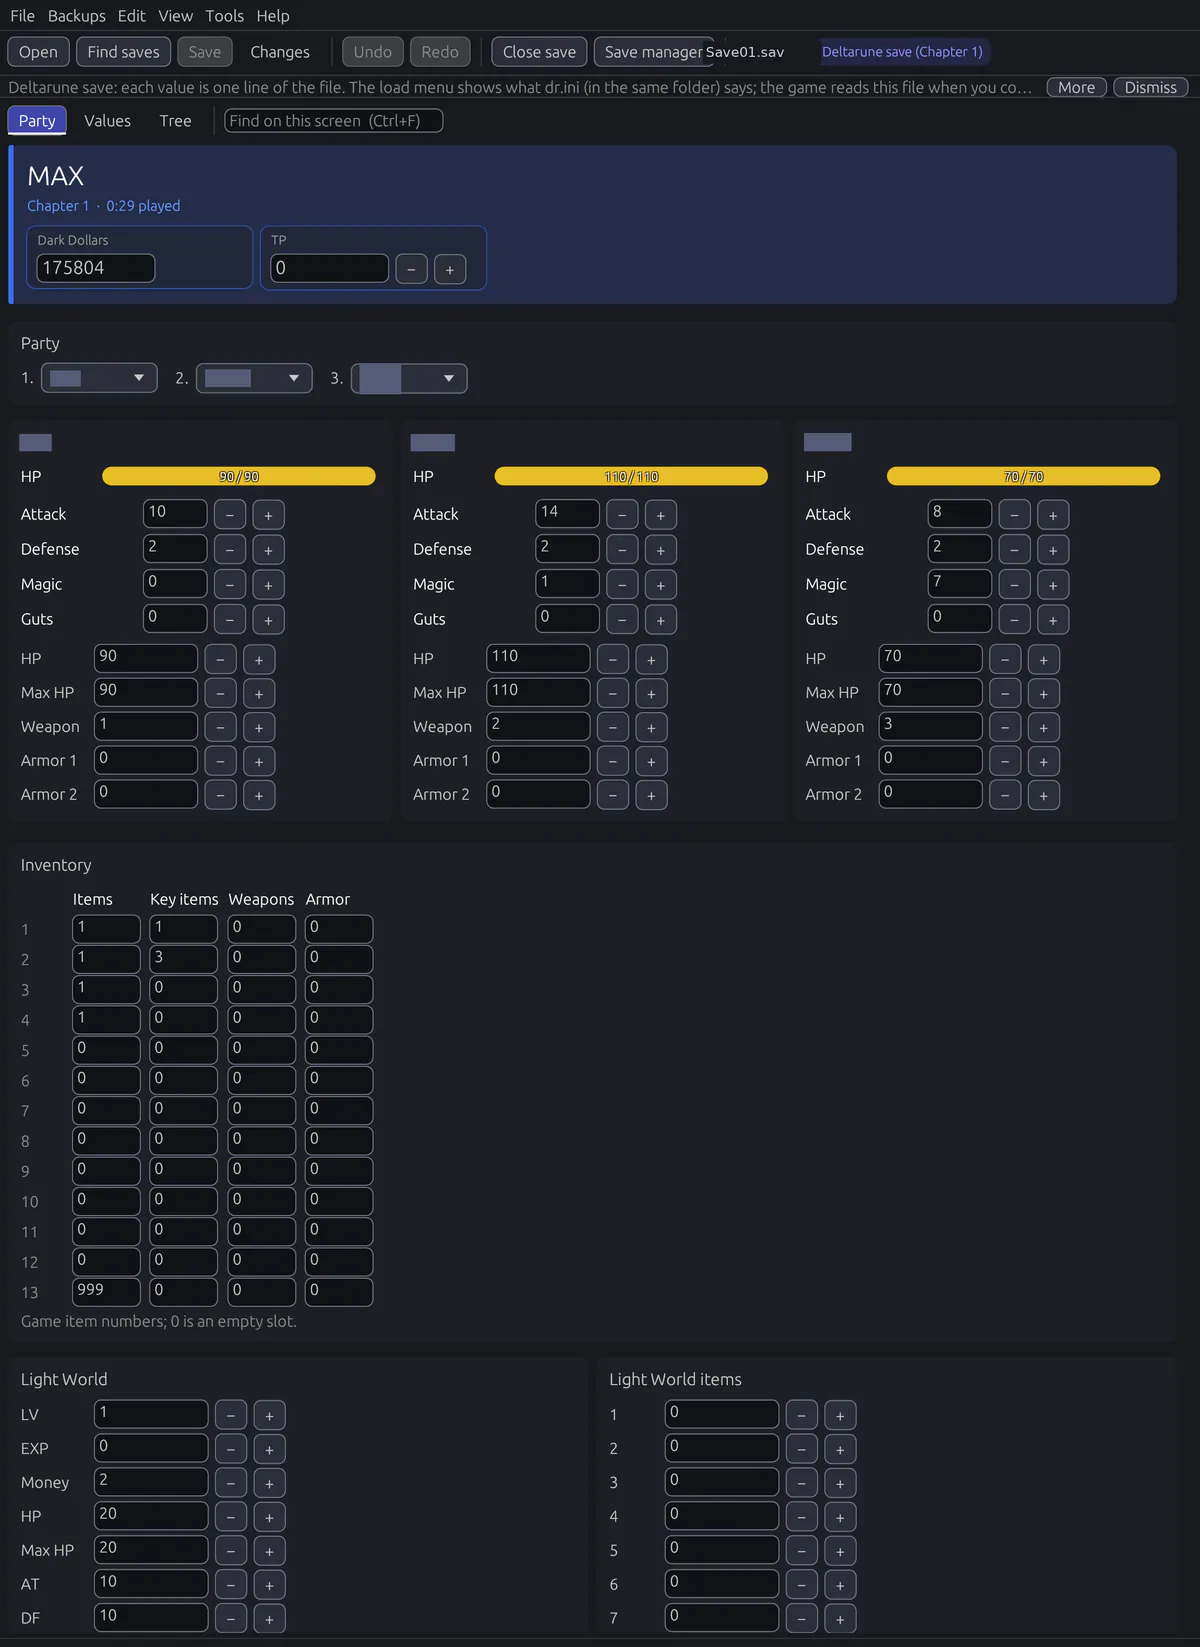 File Backups Edit View Tools Help
Open Find saves Save Changes Undo Redo Close save Save manager Save01.sav Deltarune save (Chapter 1)
Deltarune save: each value is one line of the file. The load menu shows what dr.ini (in the same folder) says; the game reads this file when you co... More Dismiss
Party Values Tree Find on this screen (Ctrl+F)
MAX
Chapter 1 · 0:29 played
Dark Dollars TP
175804 0 − +
Party
1. 2. 3.
HP 90/90 HP 110/110 HP 70/70
Attack 10 − + Attack 14 − + Attack 8 − +
Defense 2 − + Defense 2 − + Defense 2 − +
Magic 0 − + Magic 1 − + Magic 7 − +
Guts 0 − + Guts 0 − + Guts 0 − +
HP 90 − + HP 110 − + HP 70 − +
Max HP 90 − + Max HP 110 − + Max HP 70 − +
Weapon 1 − + Weapon 2 − + Weapon 3 − +
Armor 1 0 − + Armor 1 0 − + Armor 1 0 − +
Armor 2 0 − + Armor 2 0 − + Armor 2 0 − +
Inventory
Items Key items Weapons Armor
1 1 1 0 0
2 1 3 0 0
3 1 0 0 0
4 1 0 0 0
5 0 0 0 0
6 0 0 0 0
7 0 0 0 0
8 0 0 0 0
9 0 0 0 0
10 0 0 0 0
11 0 0 0 0
12 0 0 0 0
13 999 0 0 0
Game item numbers; 0 is an empty slot.
Light World Light World items
LV 1 − + 1 0 − +
EXP 0 − + 2 0 − +
Money 2 − + 3 0 − +
HP 20 − + 4 0 − +
Max HP 20 − + 5 0 − +
AT 10 − + 6 0 − +
DF 10 − + 7 0 − +